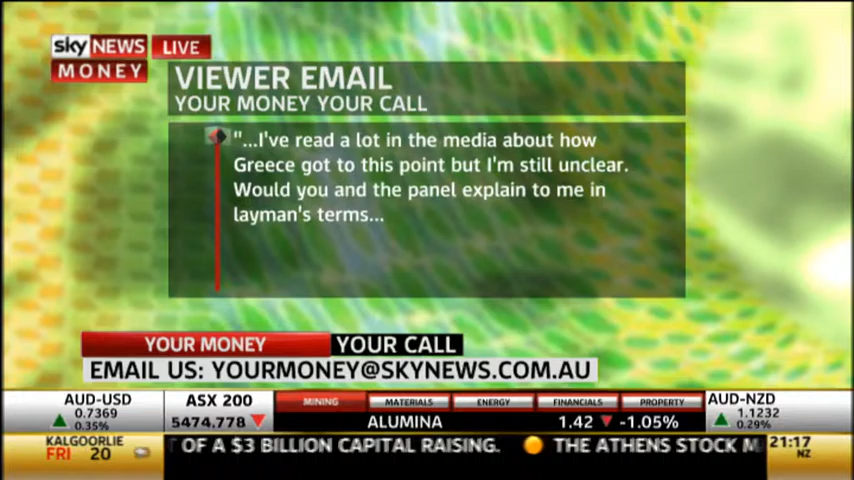 sky NEWS LIVE
MONEY
VIEWER EMAIL
YOUR MONEY YOUR CALL
"...I've read a lot in the media about how
Greece got to this point but I'm still unclear.
Would you and the panel explain to me in
layman's terms...
YOUR MONEY YOUR CALL
EMAIL US: YOURMONEY@SKYNEWS.COM.AU
AUD-USD ASX 200 MINING MATERIALS ENERGY FINANCIALS PROPERTY AUD-NZD
0.7369 1.1232
0.35% 5474.778 ALUMINA 1.42 -1.05% 0.29%
KALGOORLIE
FRI 20 OF A $3 BILLION CAPITAL RAISING. THE ATHENS STOCK 21:17
NZ